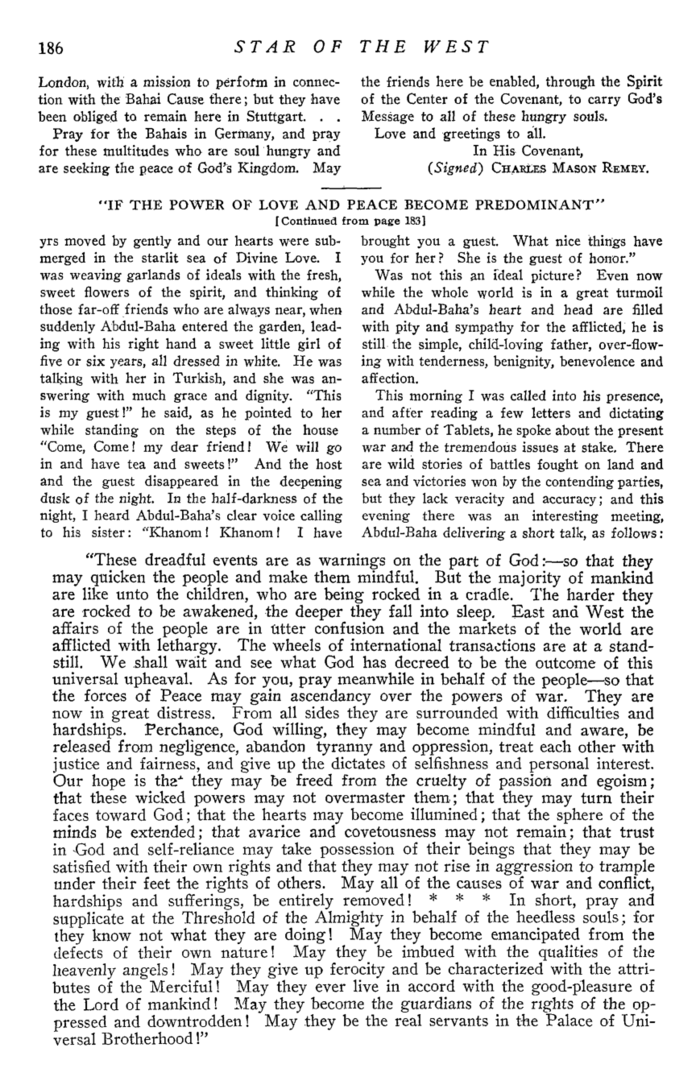 186
STAR OF THE WEST
London, with a mission to perform in connec-
tion with the Bahai Cause there; but they have
been obliged to remain here in Stuttgart. . .
Pray for the Bahais in Germany, and pray
for these multitudes who are soul hungry and
are seeking the peace of God's Kingdom. May
the friends here be enabled, through the Spirit
of the Center of the Covenant, to carry God's
Message to all of these hungry souls.
Love and greetings to all.
In His Covenant,
(Signed) CHARLES MASON REMEY.
"IF THE POWER OF LOVE AND PEACE BECOME PREDOMINANT"
[Continued from page 183]
yrs moved by gently and our hearts were sub-
merged in the starlit sea of Divine Love. I
was weaving garlands of ideals with the fresh,
sweet flowers of the spirit, and thinking of
those far-off friends who are always near, when
suddenly Abdul-Baha entered the garden, lead-
ing with his right hand a sweet little girl of
five or six years, all dressed in white. He was
talking with her in Turkish, and she was an-
swering with much grace and dignity. "This
is my guest!" he said, as he pointed to her
while standing on the steps of the house
"Come, Come! my dear friend! We will go
in and have tea and sweets!" And the host
and the guest disappeared in the deepening
dusk of the night. In the half-darkness of the
night, I heard Abdul-Baha's clear voice calling
to his sister: "Khanom! Khanom! I have
brought you a guest. What nice things have
you for her? She is the guest of honor."
Was not this an ideal picture? Even now
while the whole world is in a great turmoil
and Abdul-Baha's heart and head are filled
with pity and sympathy for the afflicted, he is
still the simple, child-loving father, over-flow-
ing with tenderness, benignity, benevolence and
affection.
This morning I was called into his presence,
and after reading a few letters and dictating
a number of Tablets, he spoke about the present
war and the tremendous issues at stake. There
are wild stories of battles fought on land and
sea and victories won by the contending parties,
but they lack veracity and accuracy; and this
evening there was an interesting meeting,
Abdul-Baha delivering a short talk, as follows:
"These dreadful events are as warnings on the part of God:—so that they
may quicken the people and make them mindful. But the majority of mankind
are like unto the children, who are being rocked in a cradle. The harder they
are rocked to be awakened, the deeper they fall into sleep. East and West the
affairs of the people are in utter confusion and the markets of the world are
afflicted with lethargy. The wheels of international transactions are at a stand-
still. We shall wait and see what God has decreed to be the outcome of this
universal upheaval. As for you, pray meanwhile in behalf of the people—so that
the forces of Peace may gain ascendancy over the powers of war. They are
now in great distress. From all sides they are surrounded with difficulties and
hardships. Perchance, God willing, they may become mindful and aware, be
released from negligence, abandon tyranny and oppression, treat each other with
justice and fairness, and give up the dictates of selfishness and personal interest.
Our hope is that they may be freed from the cruelty of passion and egoism;
that these wicked powers may not overmaster them; that they may turn their
faces toward God; that the hearts may become illumined; that the sphere of the
minds be extended; that avarice and covetousness may not remain; that trust
in God and self-reliance may take possession of their beings that they may be
satisfied with their own rights and that they may not rise in aggression to trample
under their feet the rights of others. May all of the causes of war and conflict,
hardships and sufferings, be entirely removed! * * * In short, pray and
supplicate at the Threshold of the Almighty in behalf of the heedless souls; for
they know not what they are doing! May they become emancipated from the
defects of their own nature! May they be imbued with the qualities of the
heavenly angels! May they give up ferocity and be characterized with the attri-
butes of the Merciful! May they ever live in accord with the good-pleasure of
the Lord of mankind! May they become the guardians of the rights of the op-
pressed and downtrodden! May they be the real servants in the Palace of Uni-
versal Brotherhood!"